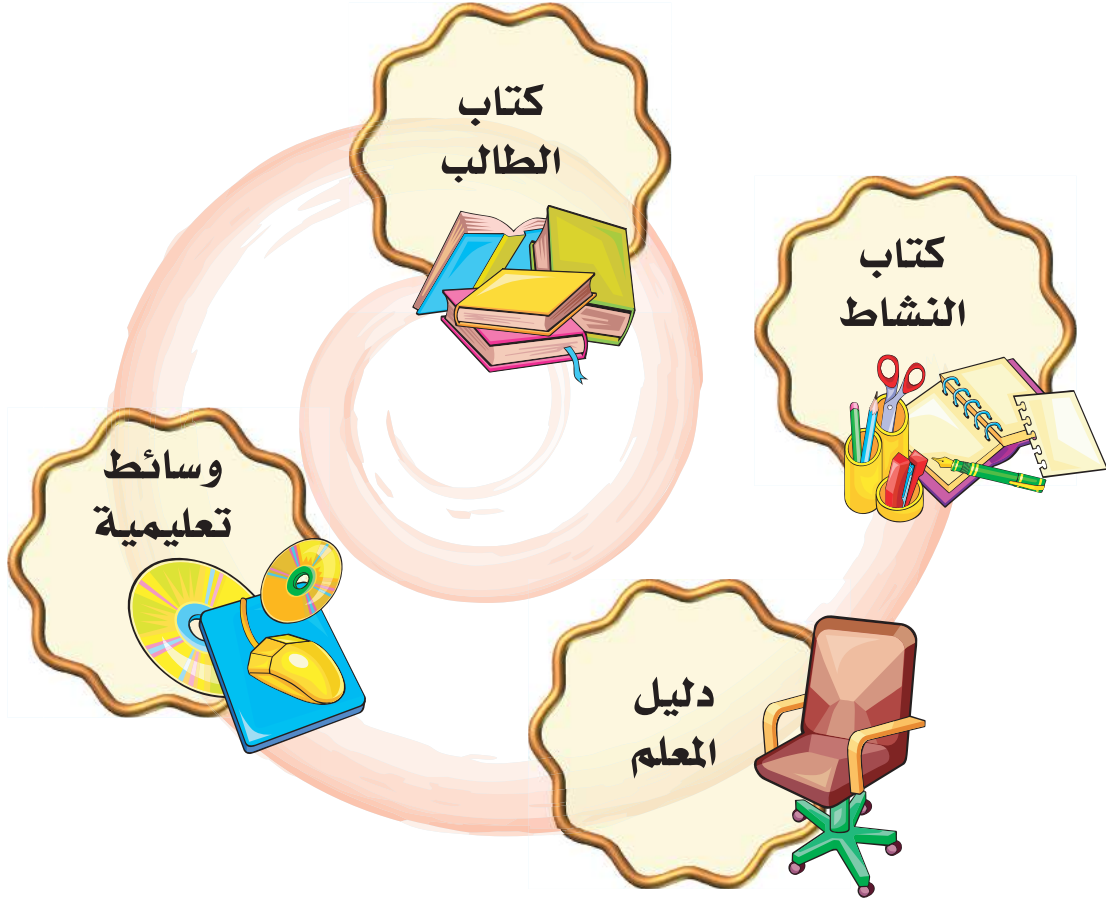 كتاب
الطالب
كتاب
النشاط
وسائط
تعليمية
دليل
المعلم